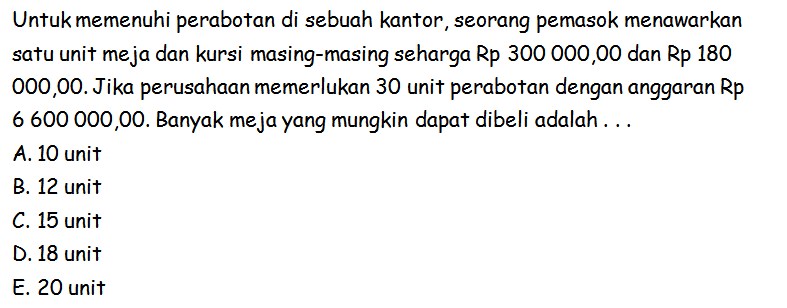 Untuk memenuhi perabotan di sebuah kantor, seorang pemasok menawarkan
satu unit meja dan kursi masing-masing seharga Rp 300 000,00 dan Rp 180
000,00. Jika perusahaan memerlukan 30 unit perabotan dengan anggaran Rp
6 600 000,00. Banyak meja yang mungkin dapat dibeli adalah . . .
A. 10 unit
B. 12 unit
C. 15 unit
D. 18 unit
E. 20 unit